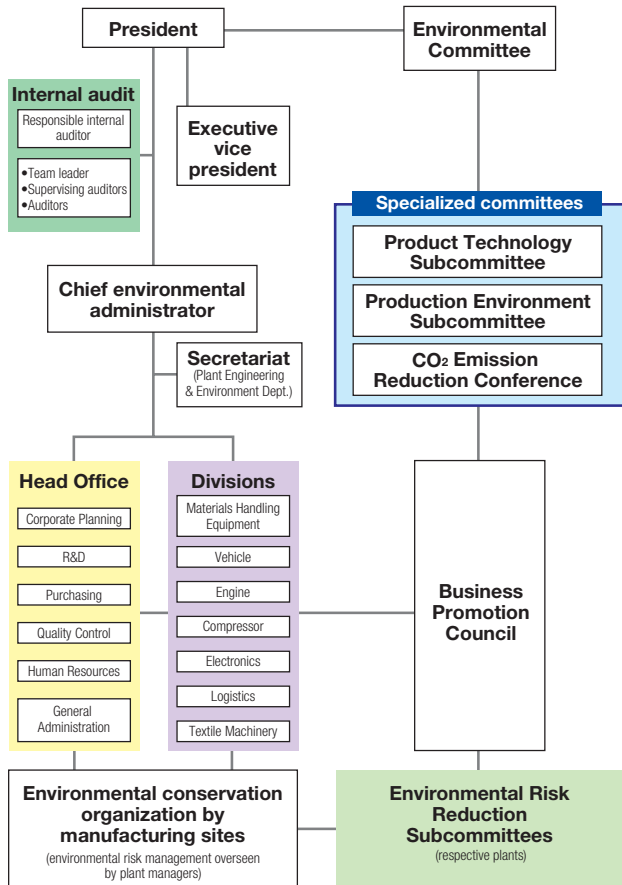 President
Environmental
Committee
Internal audit
Responsible internal
auditor
•Team leader
•Supervising auditors
•Auditors
Executive
vice
president
Specialized committees
Product Technology
Subcommittee
Production Environment
Subcommittee
CO₂ Emission
Reduction Conference
Chief environmental
administrator
Secretariat
(Plant Engineering
& Environment Dept.)
Head Office
Corporate Planning
R&D
Purchasing
Quality Control
Human Resources
General
Administration
Divisions
Materials Handling
Equipment
Vehicle
Engine
Compressor
Electronics
Logistics
Textile Machinery
Business
Promotion
Council
Environmental conservation
organization by
manufacturing sites
(environmental risk management overseen
by plant managers)
Environmental Risk
Reduction
Subcommittees
(respective plants)